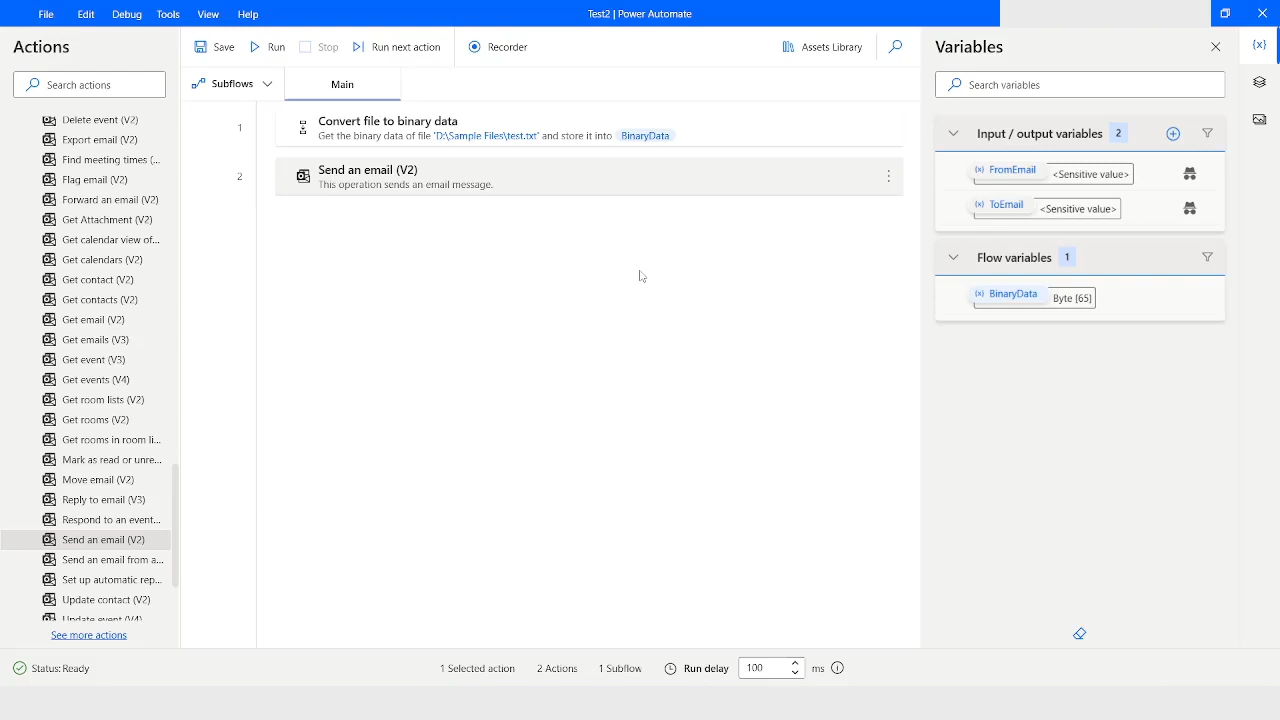 File Edit Debug Tools View Help
Test2 | Power Automate
Actions
Search actions
Delete event (V2)
Export email (V2)
Find meeting times (...
Flag email (V2)
Forward an email (V2)
Get Attachment (V2)
Get calendar view of...
Get calendars (V2)
Get contact (V2)
Get contacts (V2)
Get email (V2)
Get emails (V3)
Get event (V3)
Get events (V4)
Get room lists (V2)
Get rooms (V2)
Get rooms in room li...
Mark as read or unre...
Move email (V2)
Reply to email (V3)
Respond to an event...
Send an email (V2)
Send an email from a...
Set up automatic rep...
Update contact (V2)
Update event (V4)
See more actions
Save Run Stop Run next action Recorder Assets Library
Subflows Main
1 Convert file to binary data
Get the binary data of file 'D:\Sample Files\test.txt' and store it into BinaryData
2 Send an email (V2)
This operation sends an email message.
Variables
Search variables
Input / output variables 2
{x} FromEmail <Sensitive value>
{x} ToEmail <Sensitive value>
Flow variables 1
{x} BinaryData Byte [65]
{x}
Status: Ready 1 Selected action 2 Actions 1 Subflow Run delay 100 ms